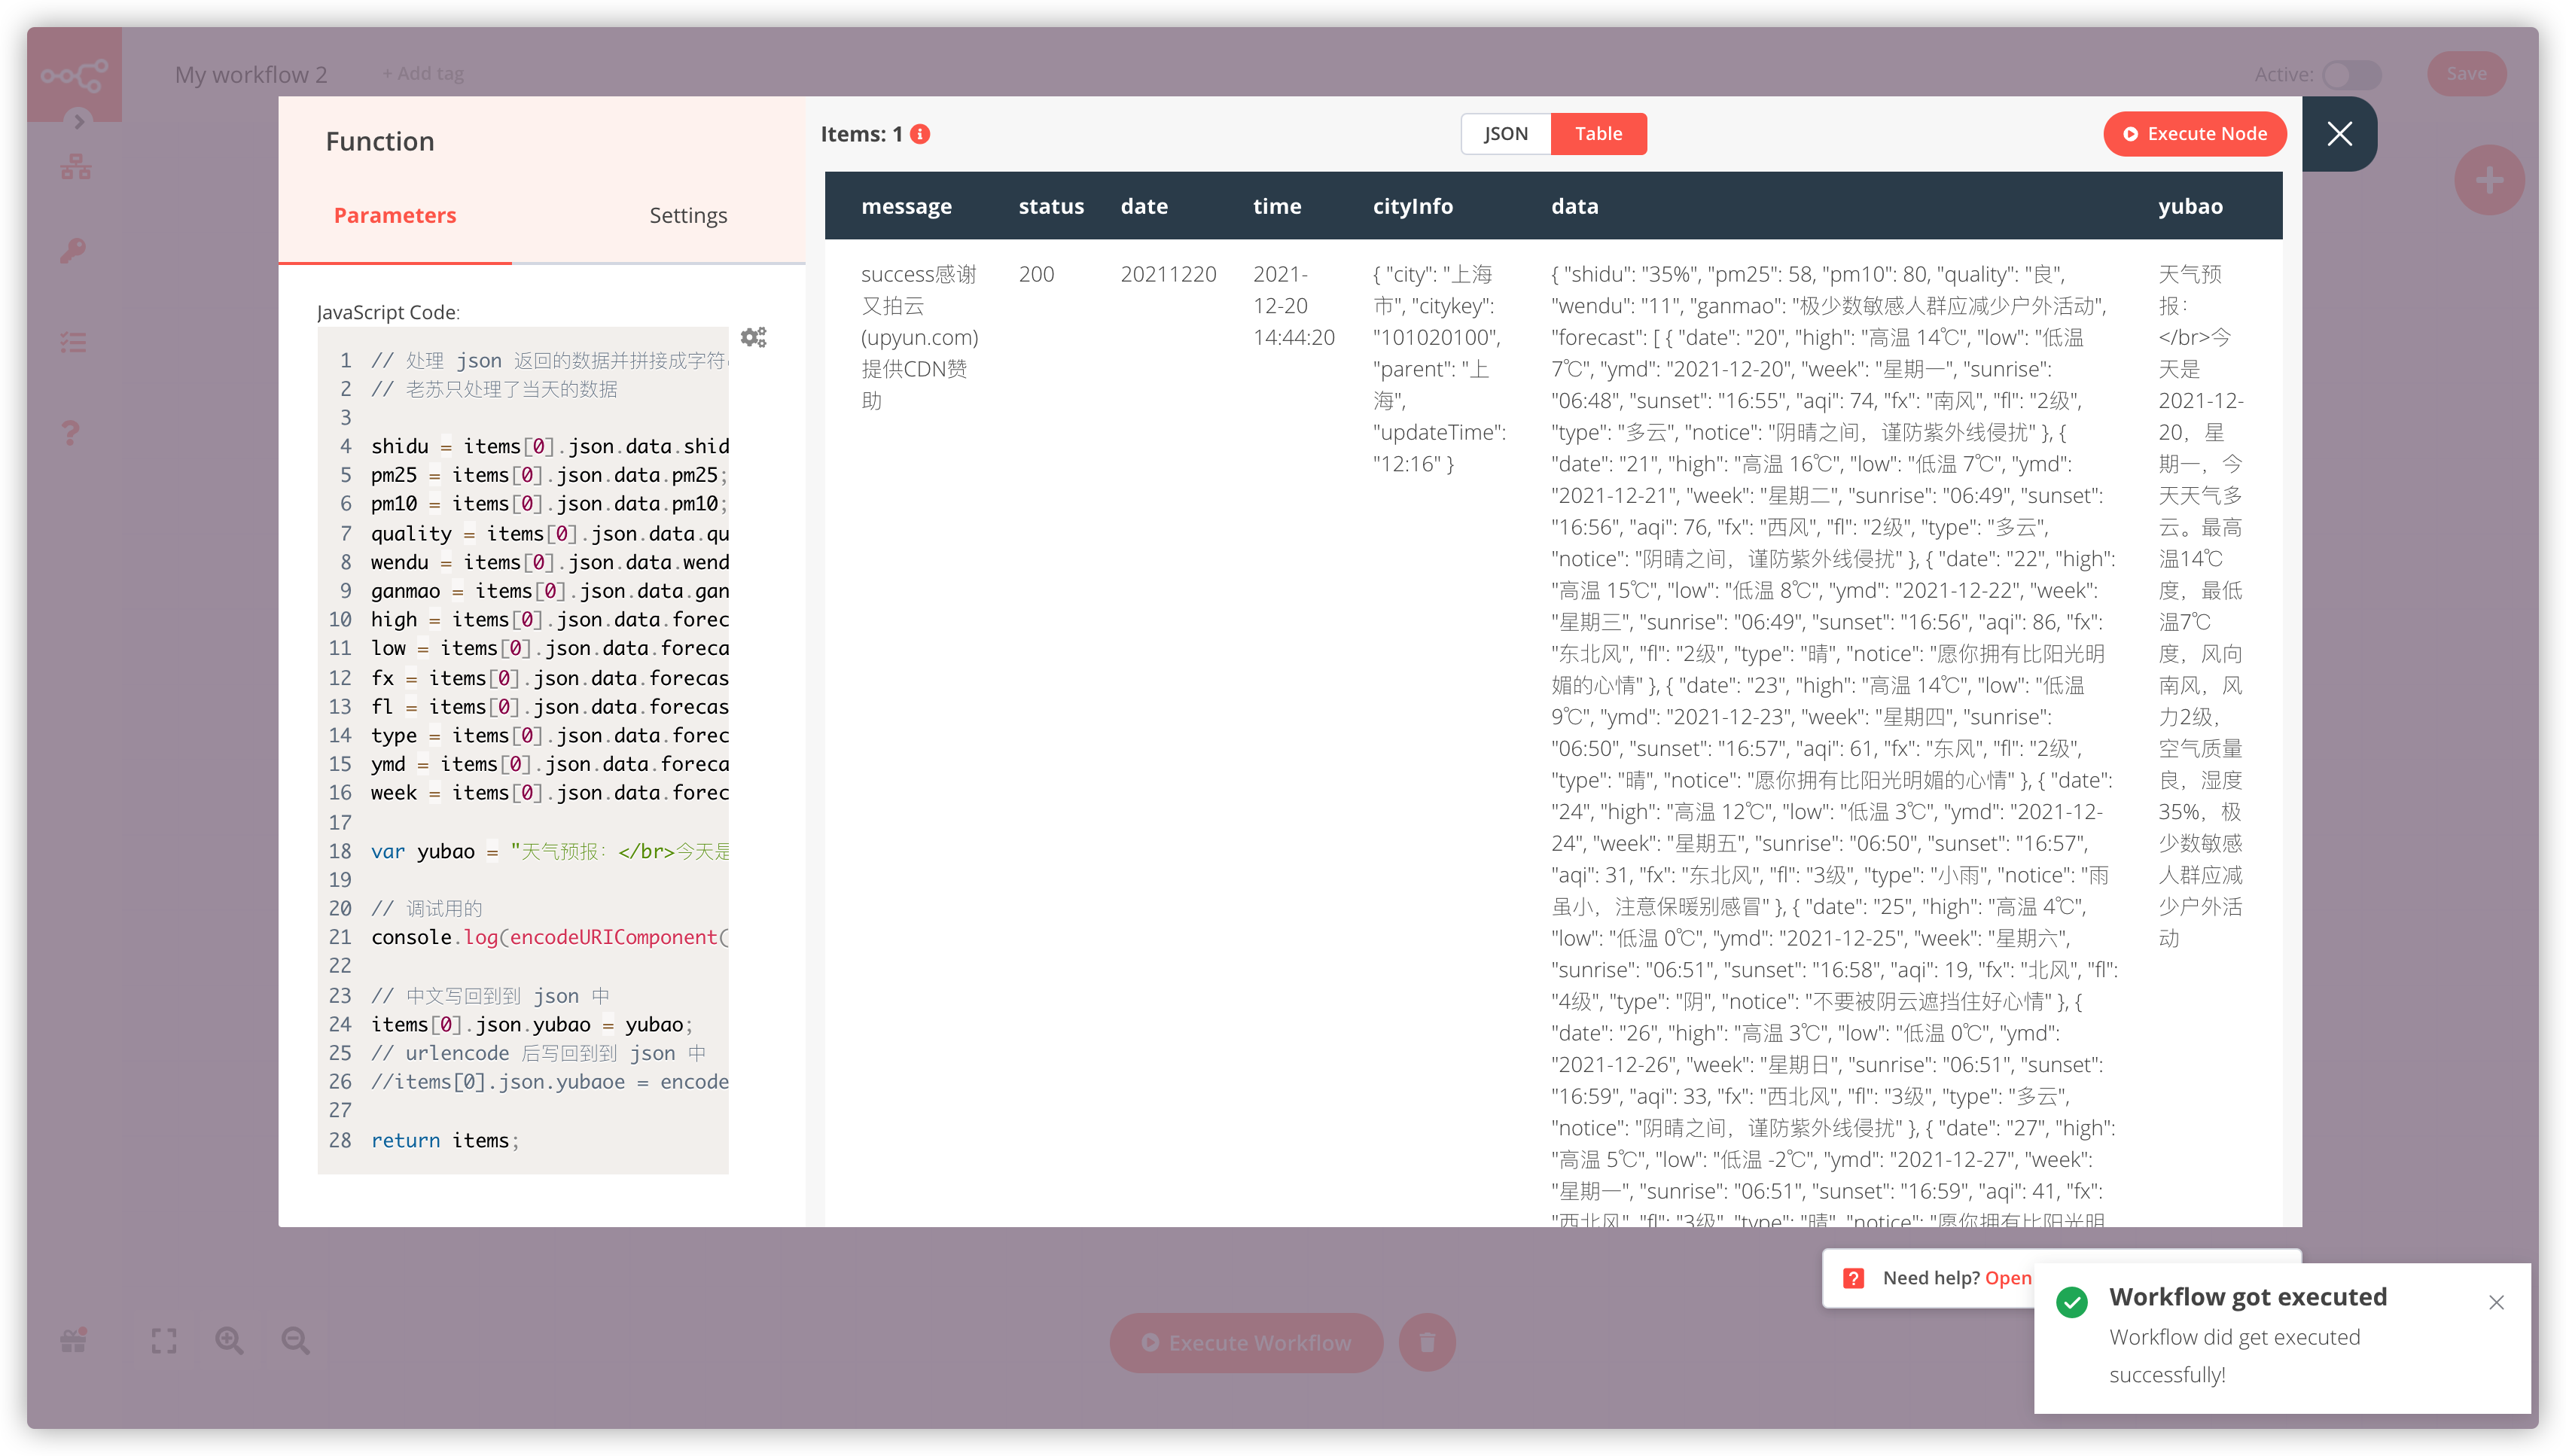 My workflow 2
+ Add tag
Active:
Save
Function
Parameters
Settings
JavaScript Code:
1 // 处理 json 返回的数据并拼接成字符
2 // 老苏只处理了当天的数据
3
4 shidu = items[0].json.data.shid
5 pm25 = items[0].json.data.pm25;
6 pm10 = items[0].json.data.pm10;
7 quality = items[0].json.data.qu
8 wendu = items[0].json.data.wend
9 ganmao = items[0].json.data.gan
10 high = items[0].json.data.forec
11 low = items[0].json.data.foreca
12 fx = items[0].json.data.forecas
13 fl = items[0].json.data.forecas
14 type = items[0].json.data.forec
15 ymd = items[0].json.data.foreca
16 week = items[0].json.data.forec
17
18 var yubao = "天气预报：</br>今天是
19
20 // 调试用的
21 console.log(encodeURIComponent(
22
23 // 中文写回到到 json 中
24 items[0].json.yubao = yubao;
25 // urlencode 后写回到到 json 中
26 //items[0].json.yubaoe = encode
27
28 return items;
Items: 1
JSON
Table
Execute Node
message
status
date
time
cityInfo
data
yubao
success感谢
又拍云
(upyun.com)
提供CDN赞
助
200
20211220
2021-
12-20
14:44:20
{ "city": "上海
市", "citykey":
"101020100",
"parent": "上
海",
"updateTime":
"12:16" }
{ "shidu": "35%", "pm25": 58, "pm10": 80, "quality": "良",
"wendu": "11", "ganmao": "极少数敏感人群应减少户外活动",
"forecast": [ { "date": "20", "high": "高温 14℃", "low": "低温
7℃", "ymd": "2021-12-20", "week": "星期一", "sunrise":
"06:48", "sunset": "16:55", "aqi": 74, "fx": "南风", "fl": "2级",
"type": "多云", "notice": "阴晴之间，谨防紫外线侵扰" }, {
"date": "21", "high": "高温 16℃", "low": "低温 7℃", "ymd":
"2021-12-21", "week": "星期二", "sunrise": "06:49", "sunset":
"16:56", "aqi": 76, "fx": "西风", "fl": "2级", "type": "多云",
"notice": "阴晴之间，谨防紫外线侵扰" }, { "date": "22", "high":
"高温 15℃", "low": "低温 8℃", "ymd": "2021-12-22", "week":
"星期三", "sunrise": "06:49", "sunset": "16:56", "aqi": 86, "fx":
"东北风", "fl": "2级", "type": "晴", "notice": "愿你拥有比阳光明
媚的心情" }, { "date": "23", "high": "高温 14℃", "low": "低温
9℃", "ymd": "2021-12-23", "week": "星期四", "sunrise":
"06:50", "sunset": "16:57", "aqi": 61, "fx": "东风", "fl": "2级",
"type": "晴", "notice": "愿你拥有比阳光明媚的心情" }, { "date":
"24", "high": "高温 12℃", "low": "低温 3℃", "ymd": "2021-12-
24", "week": "星期五", "sunrise": "06:50", "sunset": "16:57",
"aqi": 31, "fx": "东北风", "fl": "3级", "type": "小雨", "notice": "雨
虽小，注意保暖别感冒" }, { "date": "25", "high": "高温 4℃",
"low": "低温 0℃", "ymd": "2021-12-25", "week": "星期六",
"sunrise": "06:51", "sunset": "16:58", "aqi": 19, "fx": "北风", "fl":
"4级", "type": "阴", "notice": "不要被阴云遮挡住好心情" }, {
"date": "26", "high": "高温 3℃", "low": "低温 0℃", "ymd":
"2021-12-26", "week": "星期日", "sunrise": "06:51", "sunset":
"16:59", "aqi": 33, "fx": "西北风", "fl": "3级", "type": "多云",
"notice": "阴晴之间，谨防紫外线侵扰" }, { "date": "27", "high":
"高温 5℃", "low": "低温 -2℃", "ymd": "2021-12-27", "week":
"星期一", "sunrise": "06:51", "sunset": "16:59", "aqi": 41, "fx":
"西北风", "fl": "3级", "type": "晴", "notice": "愿你拥有比阳光明
天气预
报：
</br>今
天是
2021-12-
20，星
期一，今
天天气多
云。最高
温14℃
度，最低
温7℃
度，风向
南风，风
力2级，
空气质量
良，湿度
35%，极
少数敏感
人群应减
少户外活
动
Need help? Open
Execute Workflow
Workflow got executed
Workflow did get executed
successfully!